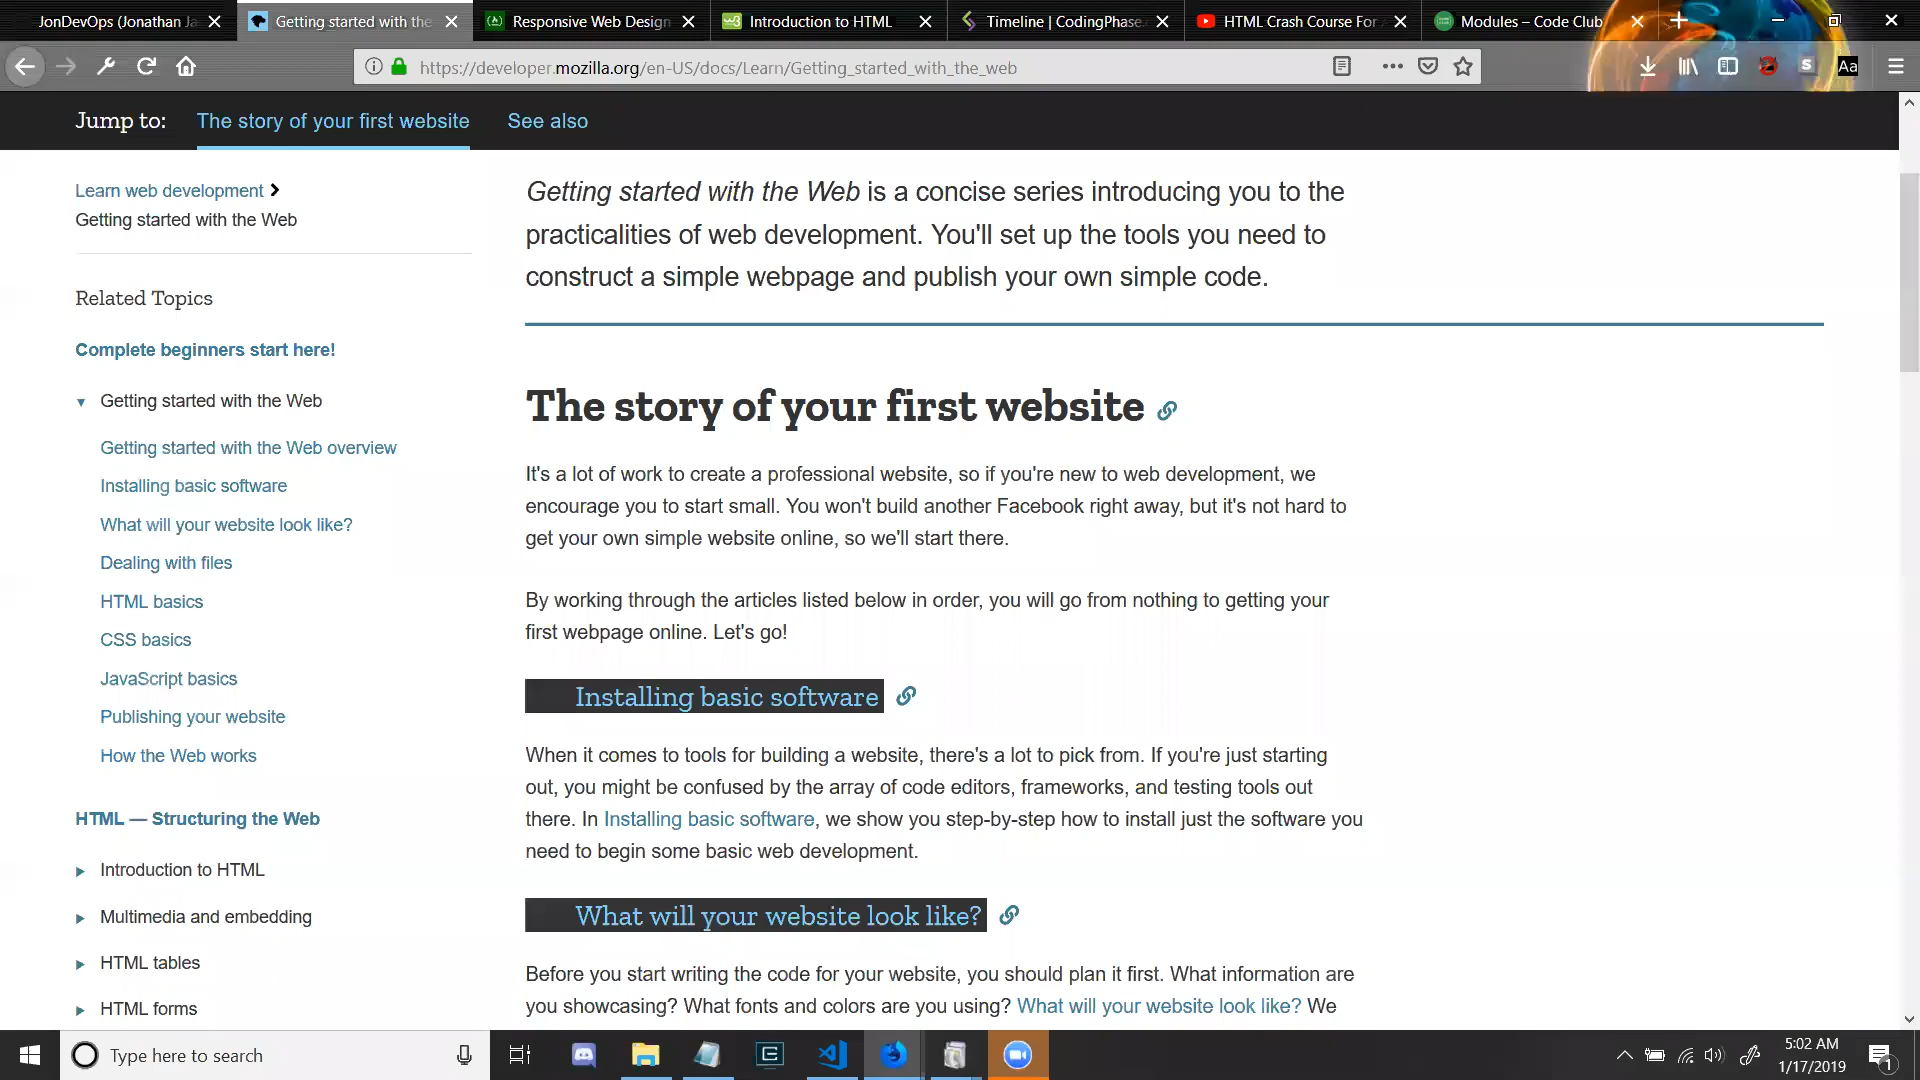 JonDevOps (Jonathan Ja
Getting started with the
Responsive Web Design
Introduction to HTML
Timeline | CodingPhase.
HTML Crash Course For
Modules – Code Club
https://developer.mozilla.org/en-US/docs/Learn/Getting_started_with_the_web
S
Aa
Jump to:
The story of your first website
See also
Learn web development
Getting started with the Web
Related Topics
Complete beginners start here!
Getting started with the Web
Getting started with the Web overview
Installing basic software
What will your website look like?
Dealing with files
HTML basics
CSS basics
JavaScript basics
Publishing your website
How the Web works
HTML — Structuring the Web
Introduction to HTML
Multimedia and embedding
HTML tables
HTML forms
Getting started with the Web is a concise series introducing you to the
practicalities of web development. You'll set up the tools you need to
construct a simple webpage and publish your own simple code.
The story of your first website
It's a lot of work to create a professional website, so if you're new to web development, we
encourage you to start small. You won't build another Facebook right away, but it's not hard to
get your own simple website online, so we'll start there.
By working through the articles listed below in order, you will go from nothing to getting your
first webpage online. Let's go!
Installing basic software
When it comes to tools for building a website, there's a lot to pick from. If you're just starting
out, you might be confused by the array of code editors, frameworks, and testing tools out
there. In Installing basic software, we show you step-by-step how to install just the software you
need to begin some basic web development.
What will your website look like?
Before you start writing the code for your website, you should plan it first. What information are
you showcasing? What fonts and colors are you using? What will your website look like? We
Type here to search
5:02 AM
1/17/2019
1